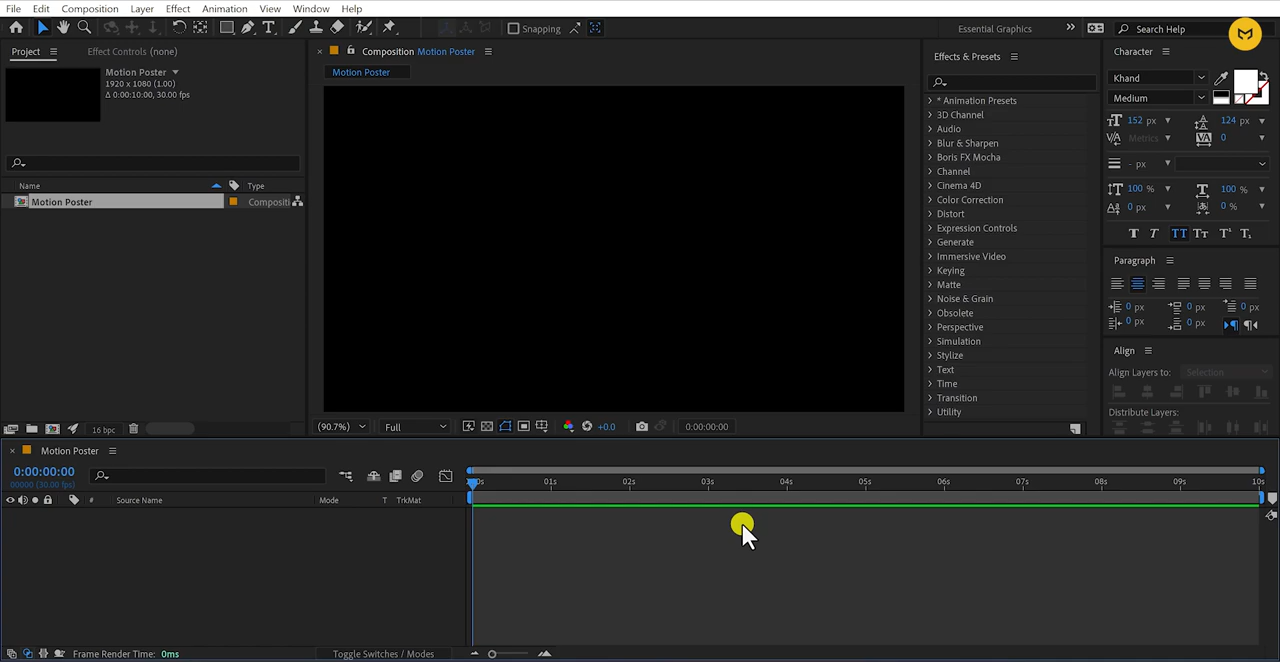 File Edit Composition Layer Effect Animation View Window Help
Snapping Essential Graphics Search Help
Project Effect Controls (none) Composition Motion Poster Effects & Presets Character
Motion Poster
1920 x 1080 (1.00)
Δ 0:00:10:00, 30.00 fps
Motion Poster
Name Type
Motion Poster Compositi
16 bpc
(90.7%) Full +0.0 0:00:00:00
* Animation Presets
3D Channel
Audio
Blur & Sharpen
Boris FX Mocha
Channel
Cinema 4D
Color Correction
Distort
Expression Controls
Generate
Immersive Video
Keying
Matte
Noise & Grain
Obsolete
Perspective
Simulation
Stylize
Text
Time
Transition
Utility
Khand
Medium
152 px 124 px
Metrics 0
- px
100 % 100 %
0 px 0 %
T T TT Tt T¹ T₁
Paragraph
0 px 0 px 0 px
0 px 0 px
Align
Align Layers to: Selection
Distribute Layers:
Motion Poster
0:00:00:00
00000 (30.00 fps)
# Source Name Mode T TrkMat
01s 02s 03s 04s 05s 06s 07s 08s 09s 10s
Frame Render Time: 0ms Toggle Switches / Modes